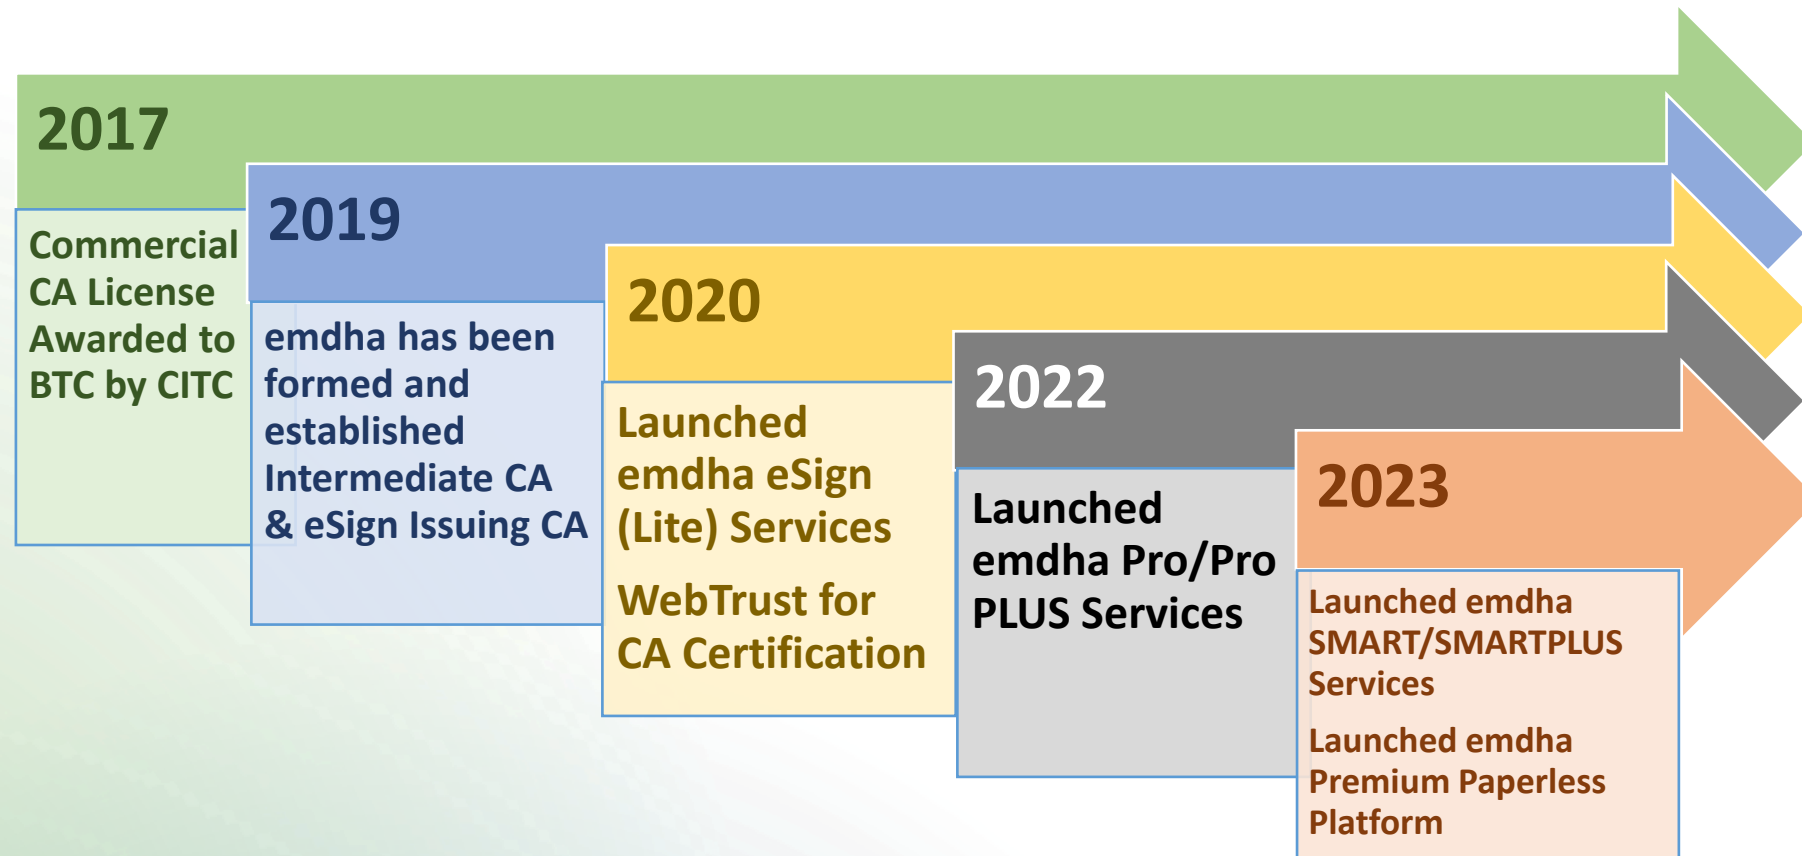 2017
Commercial
CA License
Awarded to
BTC by CITC
2019
emdha has been
formed and
established
Intermediate CA
& eSign Issuing CA
2020
Launched
emdha eSign
(Lite) Services
WebTrust for
CA Certification
2022
Launched
emdha Pro/Pro
PLUS Services
2023
Launched emdha
SMART/SMARTPLUS
Services
Launched emdha
Premium Paperless
Platform